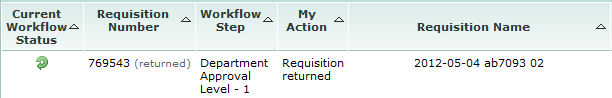 Current Workflow Status
Requisition Number
Workflow Step
My Action
Requisition Name
769543 (returned)
Department Approval Level - 1
Requisition returned
2012-05-04 ab7093 02